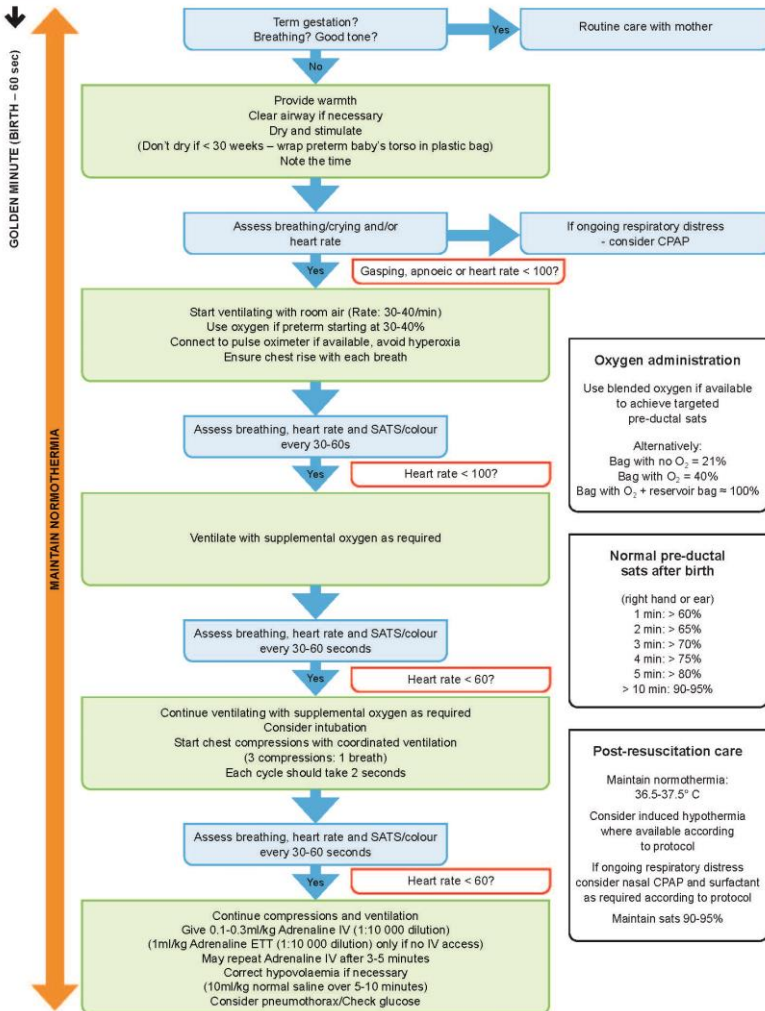 GOLDEN MINUTE (BIRTH – 60 sec)
MAINTAIN NORMOTHERMIA
Term gestation?
Breathing? Good tone?
Yes
Routine care with mother
No
Provide warmth
Clear airway if necessary
Dry and stimulate
(Don't dry if < 30 weeks – wrap preterm baby's torso in plastic bag)
Note the time
Assess breathing/crying and/or
heart rate
If ongoing respiratory distress
- consider CPAP
Yes
Gasping, apnoeic or heart rate < 100?
Start ventilating with room air (Rate: 30-40/min)
Use oxygen if preterm starting at 30-40%
Connect to pulse oximeter if available, avoid hyperoxia
Ensure chest rise with each breath
Assess breathing, heart rate and SATS/colour
every 30-60s
Yes
Heart rate < 100?
Ventilate with supplemental oxygen as required
Assess breathing, heart rate and SATS/colour
every 30-60 seconds
Yes
Heart rate < 60?
Continue ventilating with supplemental oxygen as required
Consider intubation
Start chest compressions with coordinated ventilation
(3 compressions: 1 breath)
Each cycle should take 2 seconds
Assess breathing, heart rate and SATS/colour
every 30-60 seconds
Yes
Heart rate < 60?
Continue compressions and ventilation
Give 0.1-0.3ml/kg Adrenaline IV (1:10 000 dilution)
(1ml/kg Adrenaline ETT (1:10 000 dilution) only if no IV access)
May repeat Adrenaline IV after 3-5 minutes
Correct hypovolaemia if necessary
(10ml/kg normal saline over 5-10 minutes)
Consider pneumothorax/Check glucose
Oxygen administration
Use blended oxygen if available
to achieve targeted
pre-ductal sats
Alternatively:
Bag with no O₂ = 21%
Bag with O₂ = 40%
Bag with O₂ + reservoir bag ≈ 100%
Normal pre-ductal
sats after birth
(right hand or ear)
1 min: > 60%
2 min: > 65%
3 min: > 70%
4 min: > 75%
5 min: > 80%
> 10 min: 90-95%
Post-resuscitation care
Maintain normothermia:
36.5-37.5° C
Consider induced hypothermia
where available according
to protocol
If ongoing respiratory distress
consider nasal CPAP and surfactant
as required according to protocol
Maintain sats 90-95%